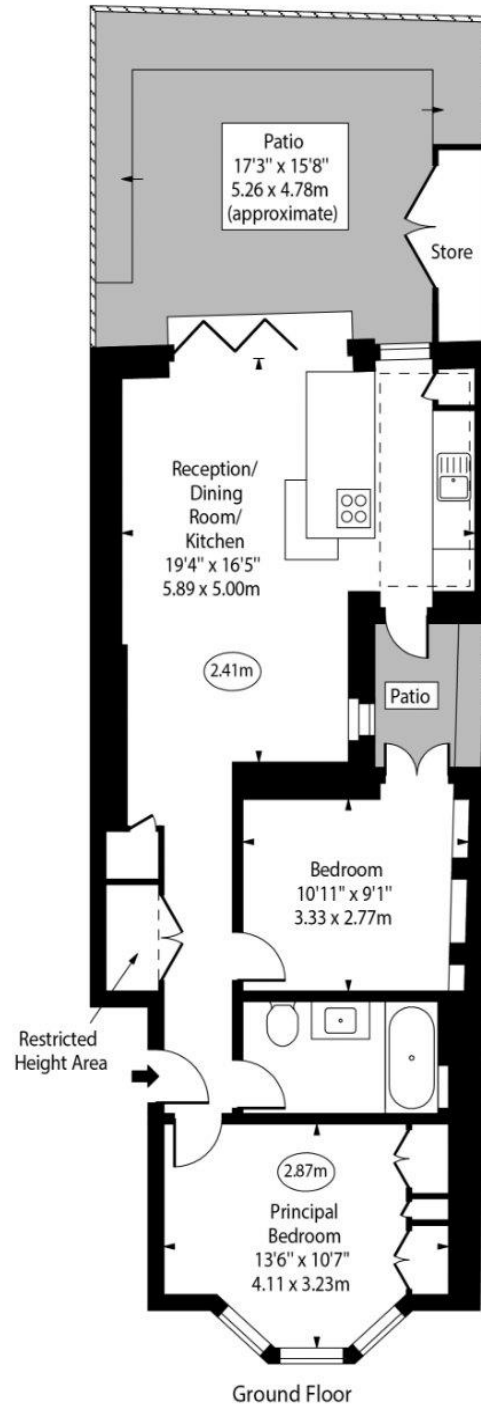 Patio
17'3" x 15'8"
5.26 x 4.78m
(approximate)
Store
Reception/
Dining
Room/
Kitchen
19'4" x 16'5"
5.89 x 5.00m
2.41m
Patio
Bedroom
10'11" x 9'1"
3.33 x 2.77m
Restricted
Height Area
2.87m
Principal
Bedroom
13'6" x 10'7"
4.11 x 3.23m
Ground Floor